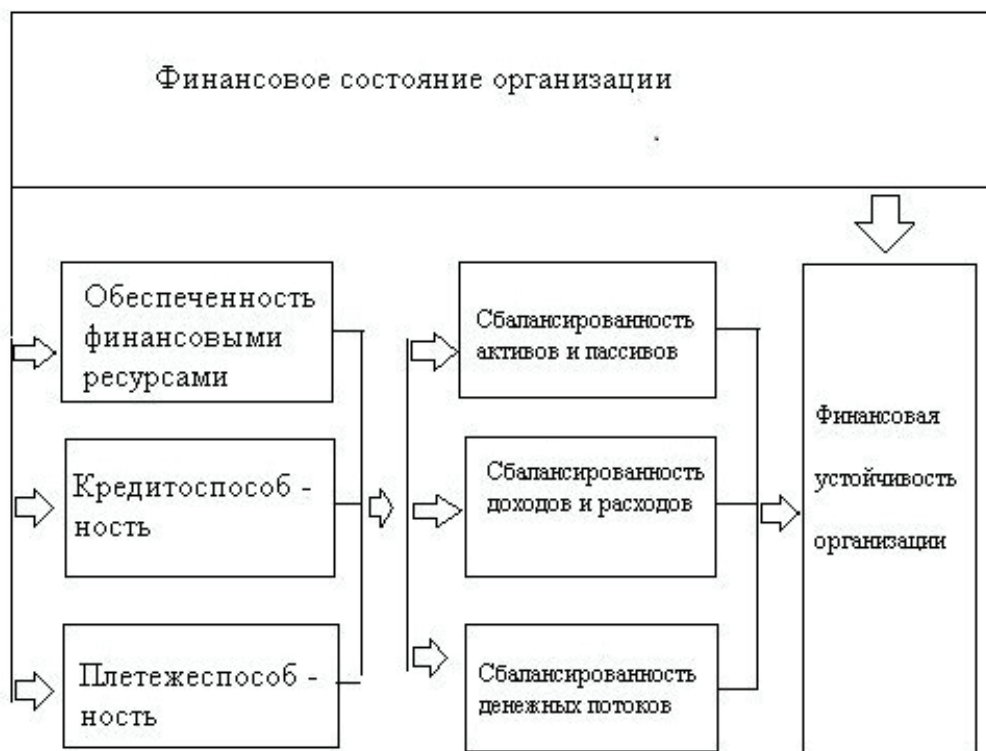 Финансовое состояние организации
Обеспеченность
финансовыми
ресурсами
Сбалансированность
активов и пассивов
Финансовая
устойчивость
организации
Кредитоспособ -
ность
Сбалансированность
доходов и расходов
Плетежеспособ -
ность
Сбалансированность
денежных потоков